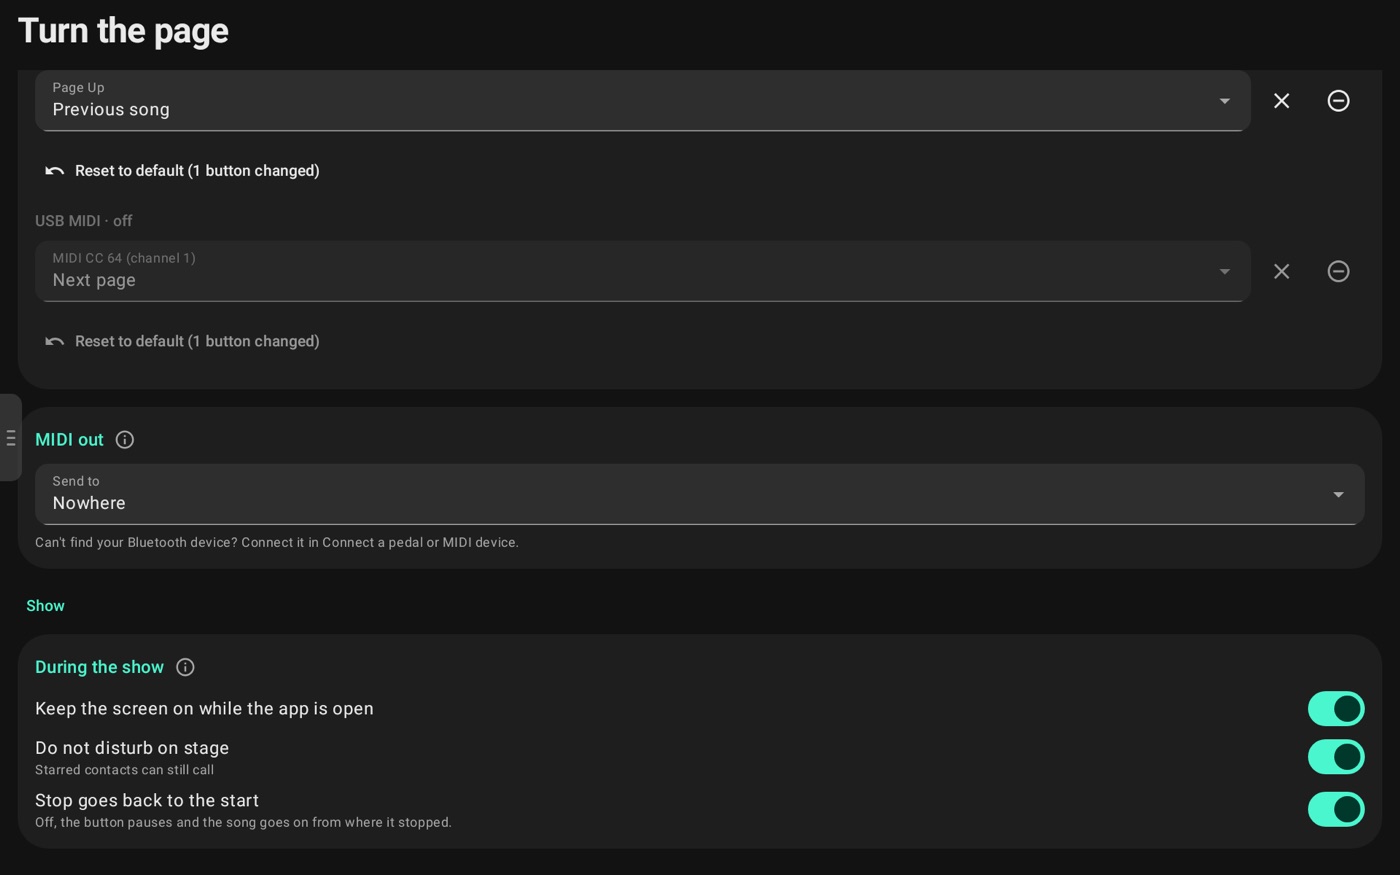 Turn the page
Page Up
Previous song
Reset to default (1 button changed)
USB MIDI · off
MIDI CC 64 (channel 1)
Next page
Reset to default (1 button changed)
MIDI out
Send to
Nowhere
Can't find your Bluetooth device? Connect it in Connect a pedal or MIDI device.
Show
During the show
Keep the screen on while the app is open
Do not disturb on stage
Starred contacts can still call
Stop goes back to the start
Off, the button pauses and the song goes on from where it stopped.